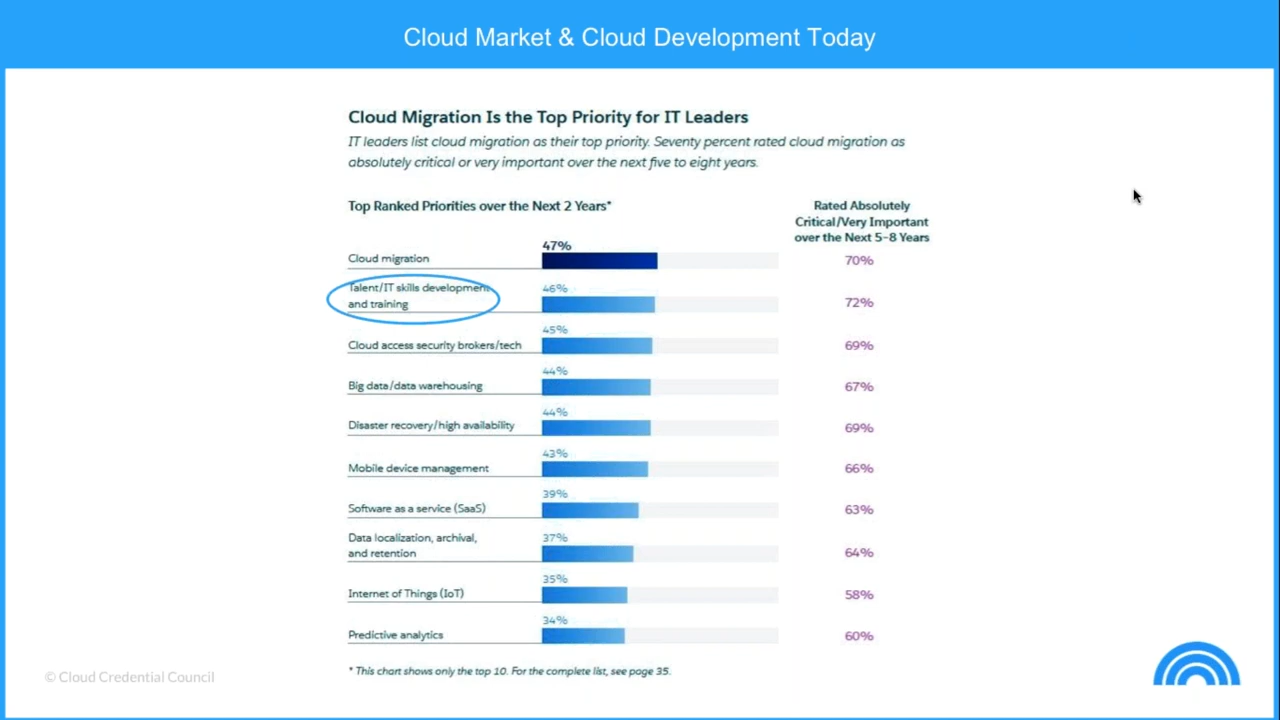 Cloud Market & Cloud Development Today
Cloud Migration Is the Top Priority for IT Leaders
IT leaders list cloud migration as their top priority. Seventy percent rated cloud migration as
absolutely critical or very important over the next five to eight years.
Top Ranked Priorities over the Next 2 Years*
Rated Absolutely
Critical/Very Important
over the Next 5–8 Years
Cloud migration 47% 70%
Talent/IT skills development
and training 46% 72%
Cloud access security brokers/tech 45% 69%
Big data/data warehousing 44% 67%
Disaster recovery/high availability 44% 69%
Mobile device management 43% 66%
Software as a service (SaaS) 39% 63%
Data localization, archival,
and retention 37% 64%
Internet of Things (IoT) 35% 58%
Predictive analytics 34% 60%
* This chart shows only the top 10. For the complete list, see page 35.
© Cloud Credential Council